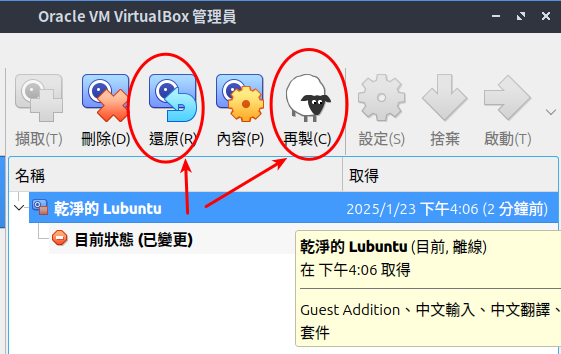 Oracle VM VirtualBox 管理員
擷取(T) 刪除(D) 還原(R) 內容(P) 再製(C) 設定(S) 捨棄 啟動(T)
名稱 取得
乾淨的 Lubuntu 2025/1/23 下午4:06 (2 分鐘前)
目前狀態 (已變更)
乾淨的 Lubuntu (目前, 離線)
在 下午4:06 取得
Guest Addition、中文輸入、中文翻譯、
套件